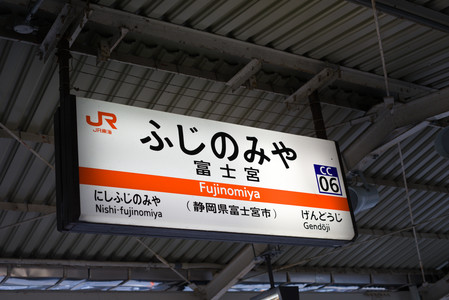 JR
JR東海
ふじのみや
富士宮
CC
06
Fujinomiya
にしふじのみや
Nishi-fujinomiya
（静岡県富士宮市）
げんどうじ
Gendōji